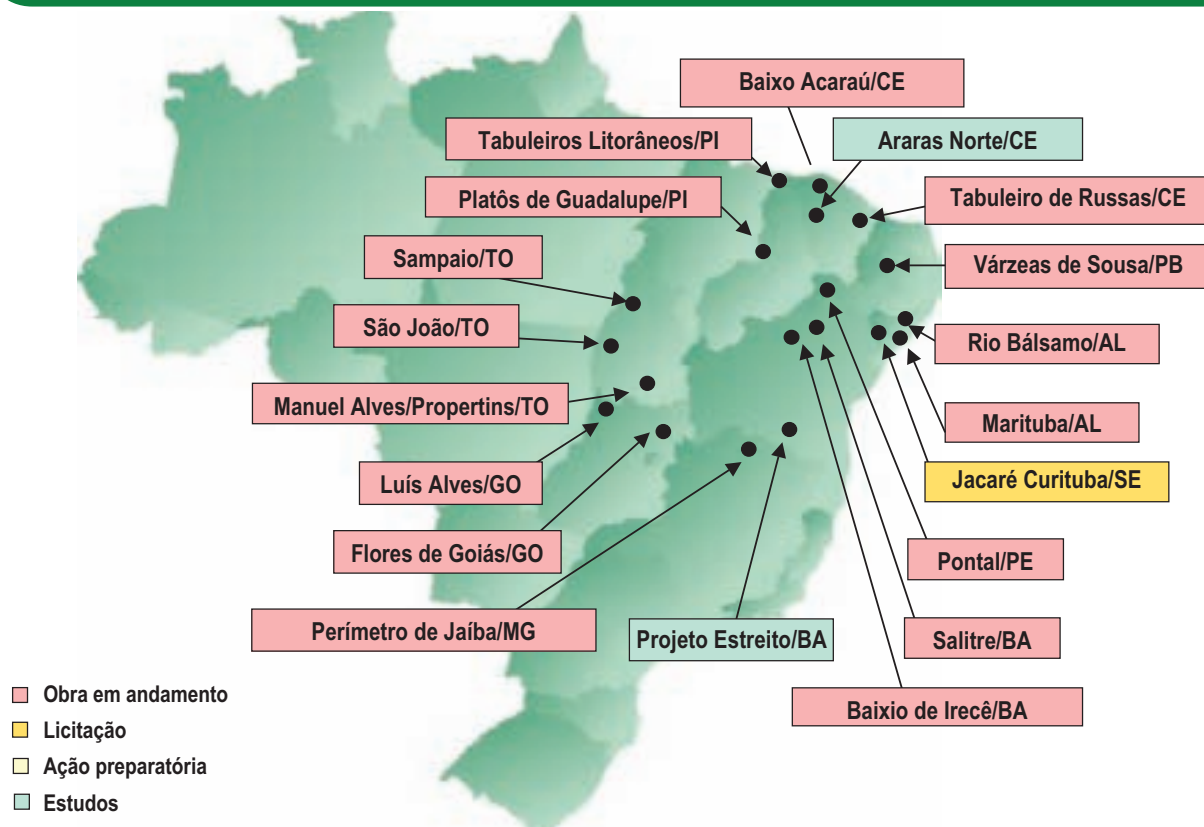 Baixo Acaraú/CE
Tabuleiros Litorâneos/PI
Araras Norte/CE
Platôs de Guadalupe/PI
Tabuleiro de Russas/CE
Sampaio/TO
Várzeas de Sousa/PB
São João/TO
Rio Bálsamo/AL
Manuel Alves/Propertins/TO
Marituba/AL
Luís Alves/GO
Jacaré Curituba/SE
Flores de Goiás/GO
Pontal/PE
Perímetro de Jaíba/MG
Projeto Estreito/BA
Salitre/BA
Baixio de Irecê/BA
Obra em andamento
Licitação
Ação preparatória
Estudos